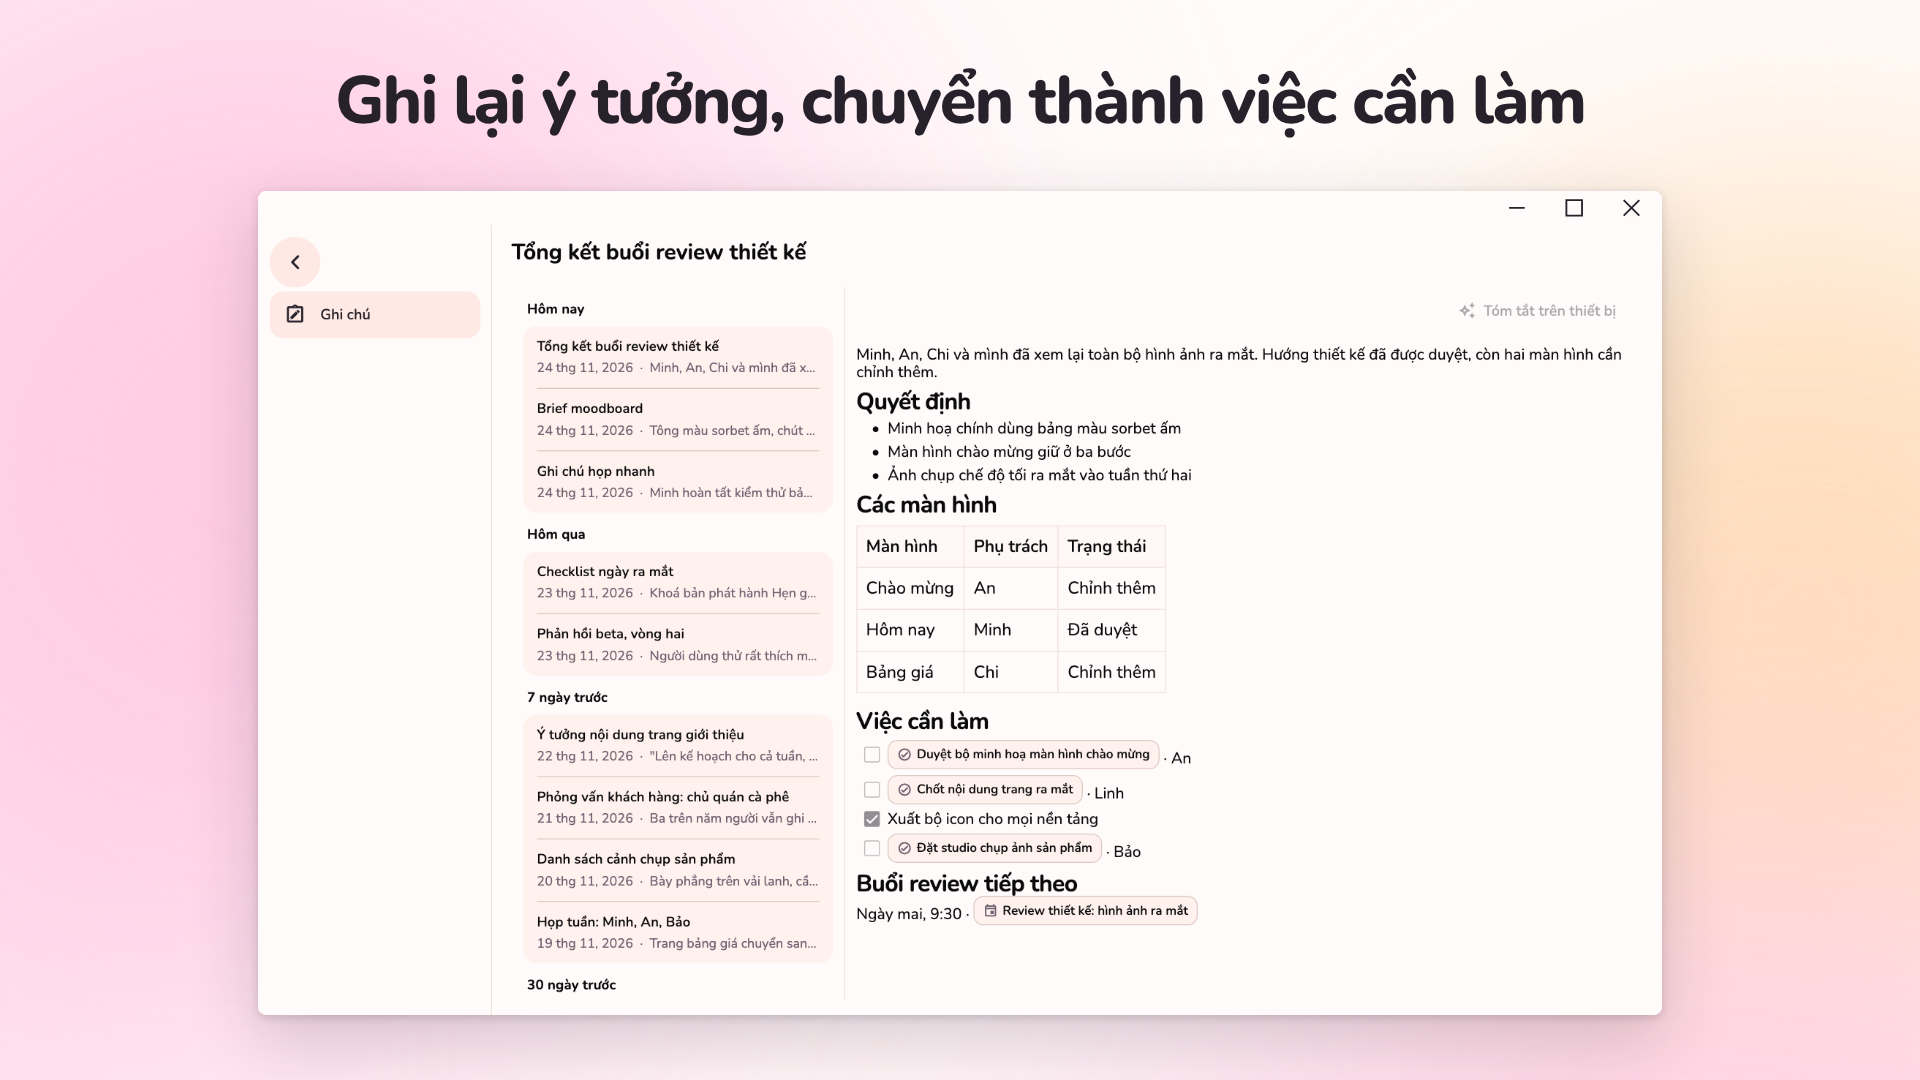 Ghi lại ý tưởng, chuyển thành việc cần làm
Ghi chú
Tổng kết buổi review thiết kế
Hôm nay
Tổng kết buổi review thiết kế
24 thg 11, 2026 · Minh, An, Chi và mình đã x...
Brief moodboard
24 thg 11, 2026 · Tông màu sorbet ấm, chút ...
Ghi chú họp nhanh
24 thg 11, 2026 · Minh hoàn tất kiểm thử bả...
Hôm qua
Checklist ngày ra mắt
23 thg 11, 2026 · Khoá bản phát hành Hẹn g...
Phản hồi beta, vòng hai
23 thg 11, 2026 · Người dùng thử rất thích m...
7 ngày trước
Ý tưởng nội dung trang giới thiệu
22 thg 11, 2026 · "Lên kế hoạch cho cả tuần, ...
Phỏng vấn khách hàng: chủ quán cà phê
21 thg 11, 2026 · Ba trên năm người vẫn ghi ...
Danh sách cảnh chụp sản phẩm
20 thg 11, 2026 · Bày phẳng trên vải lanh, cầ...
Họp tuần: Minh, An, Bảo
19 thg 11, 2026 · Trang bảng giá chuyển san...
30 ngày trước
Tóm tắt trên thiết bị
Minh, An, Chi và mình đã xem lại toàn bộ hình ảnh ra mắt. Hướng thiết kế đã được duyệt, còn hai màn hình cần
chỉnh thêm.
Quyết định
• Minh hoạ chính dùng bảng màu sorbet ấm
• Màn hình chào mừng giữ ở ba bước
• Ảnh chụp chế độ tối ra mắt vào tuần thứ hai
Các màn hình
Màn hình Phụ trách Trạng thái
Chào mừng An Chỉnh thêm
Hôm nay Minh Đã duyệt
Bảng giá Chi Chỉnh thêm
Việc cần làm
Duyệt bộ minh hoạ màn hình chào mừng · An
Chốt nội dung trang ra mắt · Linh
Xuất bộ icon cho mọi nền tảng
Đặt studio chụp ảnh sản phẩm · Bảo
Buổi review tiếp theo
Ngày mai, 9:30 · Review thiết kế: hình ảnh ra mắt